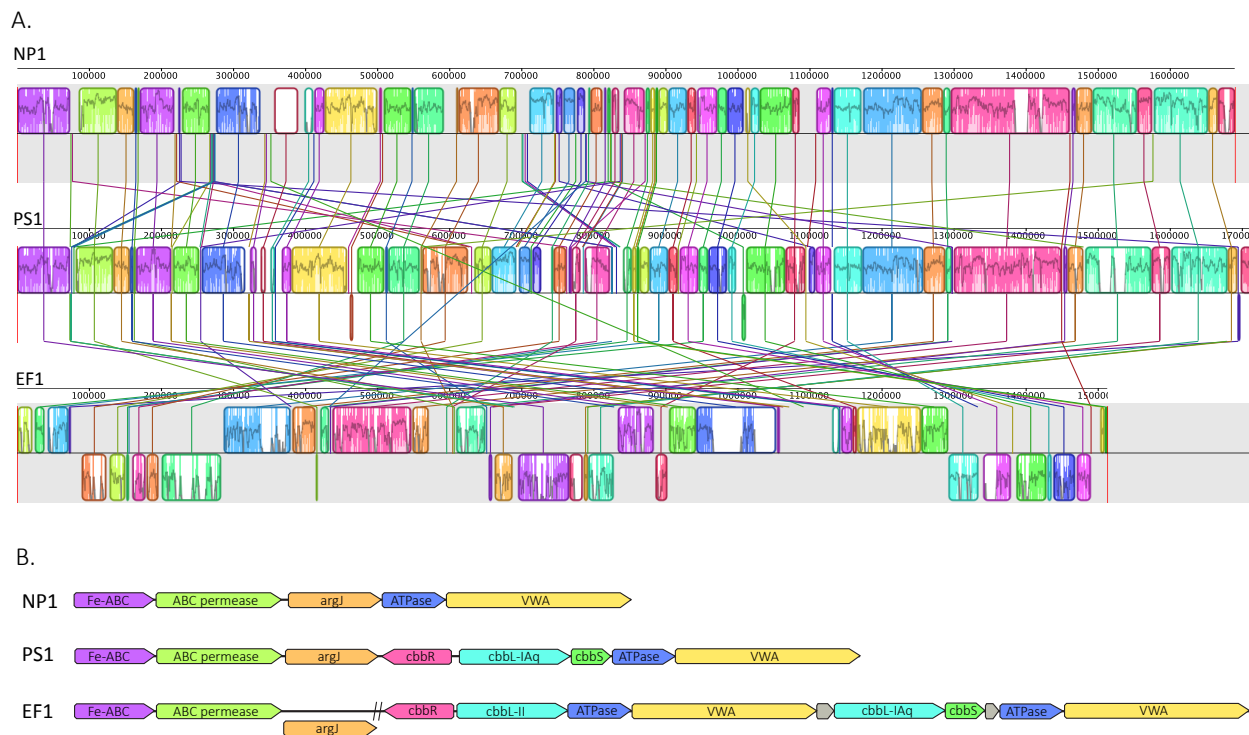 A.
NP1
100000 200000 300000 400000 500000 600000 700000 800000 900000 1000000 1100000 1200000 1300000 1400000 1500000 1600000
PS1
100000 200000 300000 400000 500000 600000 700000 800000 900000 1000000 1100000 1200000 1300000 1400000 1500000 1600000 170000
EF1
100000 200000 300000 400000 500000 600000 700000 800000 900000 1000000 1100000 1200000 1300000 1400000 150000
B.
NP1 Fe-ABC ABC permease argJ ATPase VWA
PS1 Fe-ABC ABC permease argJ cbbR cbbL-IAq cbbS ATPase VWA
EF1 Fe-ABC ABC permease cbbR cbbL-II ATPase VWA cbbL-IAq cbbS ATPase VWA
argJ